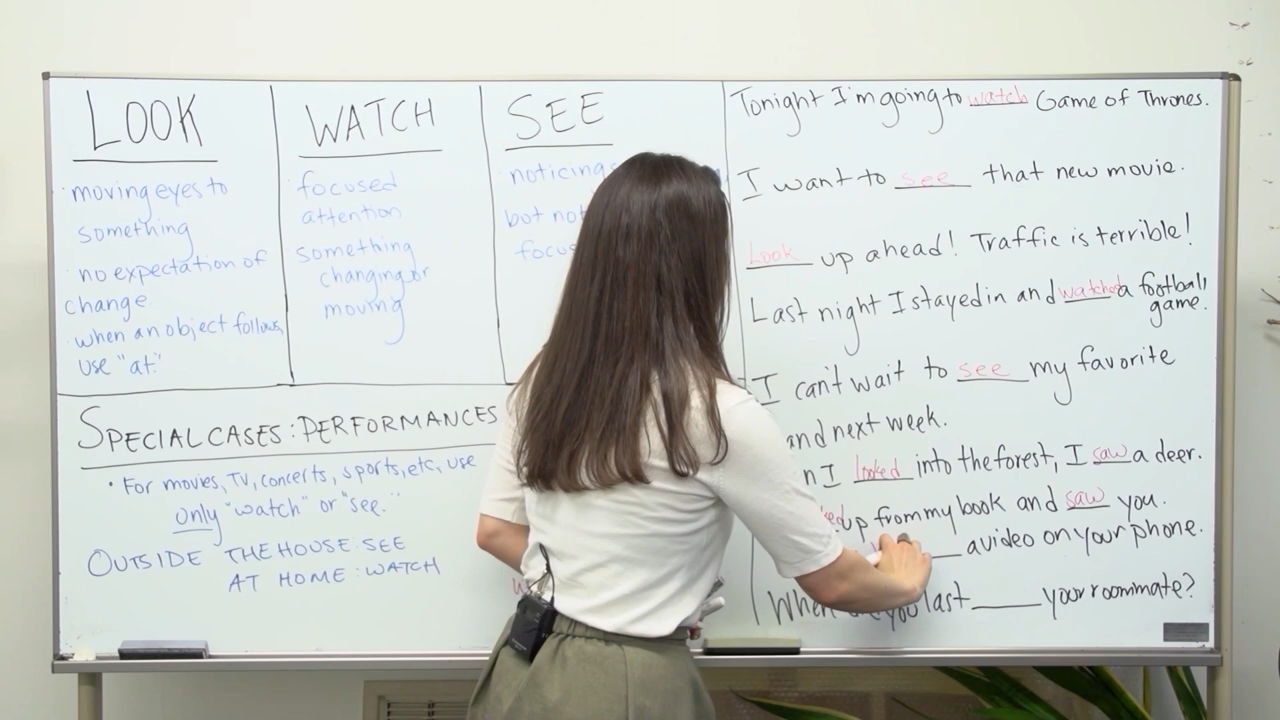 LOOK
· moving eyes to
something
· no expectation of
change
· when an object follows,
use "at."
WATCH
· focused
attention
· something
changing or
moving
SEE
noticing
but not
SPECIAL CASES: PERFORMANCES
· For movies, TV, concerts, sports, etc, use
only "watch" or "see."
OUTSIDE THE HOUSE: SEE
AT HOME: WATCH
Tonight I'm going to watch Game of Thrones.
I want to see that new movie.
Look up ahead! Traffic is terrible!
Last night I stayed in and watched a football
game.
I can't wait to see my favorite
next week.
I looked into the forest, I saw a deer.
up from my book and saw you.
a video on your phone.
When you last _____ your roommate?